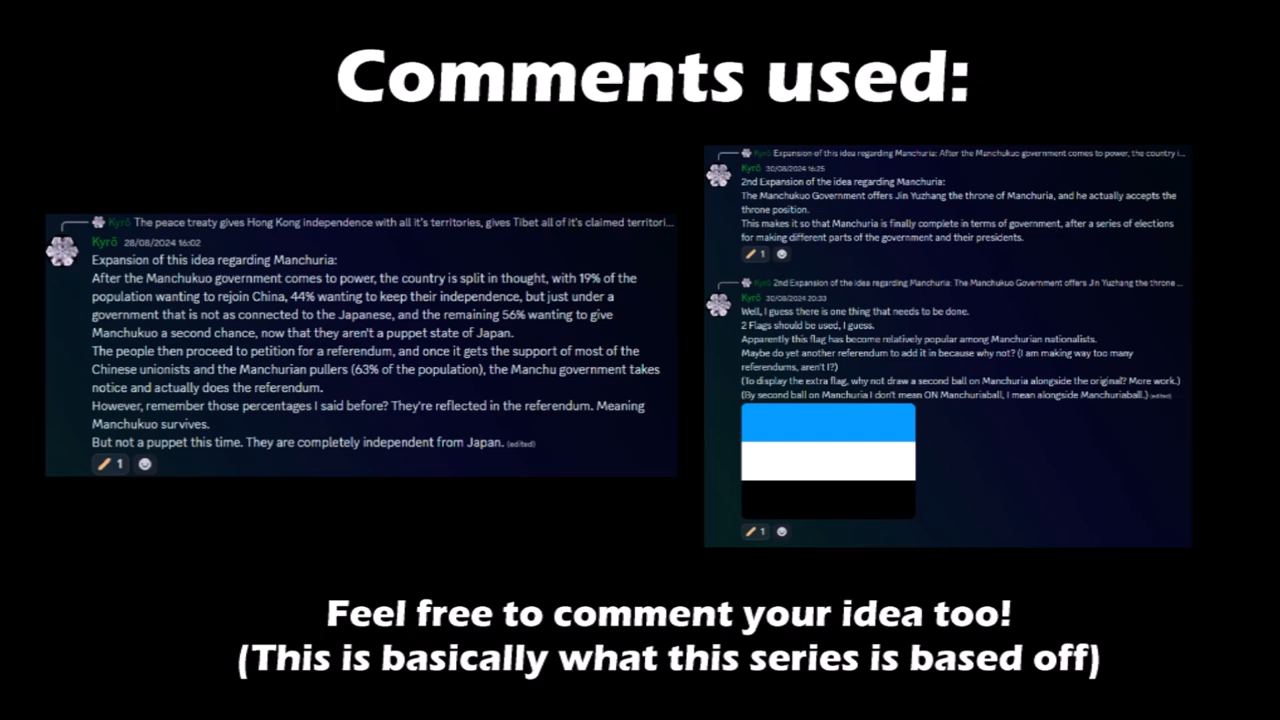 Comments used:
Kyrō The peace treaty gives Hong Kong independence with all it's territories, gives Tibet all of it's claimed territori...
Kyrō 28/08/2024 16:02
Expansion of this idea regarding Manchuria:
After the Manchukuo government comes to power, the country is split in thought, with 19% of the
population wanting to rejoin China, 44% wanting to keep their independence, but just under a
government that is not as connected to the Japanese, and the remaining 56% wanting to give
Manchukuo a second chance, now that they aren't a puppet state of Japan.
The people then proceed to petition for a referendum, and once it gets the support of most of the
Chinese unionists and the Manchurian pullers (63% of the population), the Manchu government takes
notice and actually does the referendum.
However, remember those percentages I said before? They're reflected in the referendum. Meaning
Manchukuo survives.
But not a puppet this time. They are completely independent from Japan. (edited)
1
Kyrō Expansion of this idea regarding Manchuria: After the Manchukuo government comes to power, the country i...
Kyrō 30/08/2024 16:25
2nd Expansion of the idea regarding Manchuria:
The Manchukuo Government offers Jin Yuzhang the throne of Manchuria, and he actually accepts the
throne position.
This makes it so that Manchuria is finally complete in terms of government, after a series of elections
for making different parts of the government and their presidents.
1
Kyrō 2nd Expansion of the idea regarding Manchuria: The Manchukuo Government offers Jin Yuzhang the throne ...
Kyrō 30/08/2024 20:33
Well, I guess there is one thing that needs to be done.
2 Flags should be used, I guess.
Apparently this flag has become relatively popular among Manchurian nationalists.
Maybe do yet another referendum to add it in because why not? (I am making way too many
referendums, aren't I?)
(To display the extra flag, why not draw a second ball on Manchuria alongside the original? More work.)
(By second ball on Manchuria I don't mean ON Manchuriaball, I mean alongside Manchuriaball.) (edited)
1
Feel free to comment your idea too!
(This is basically what this series is based off)